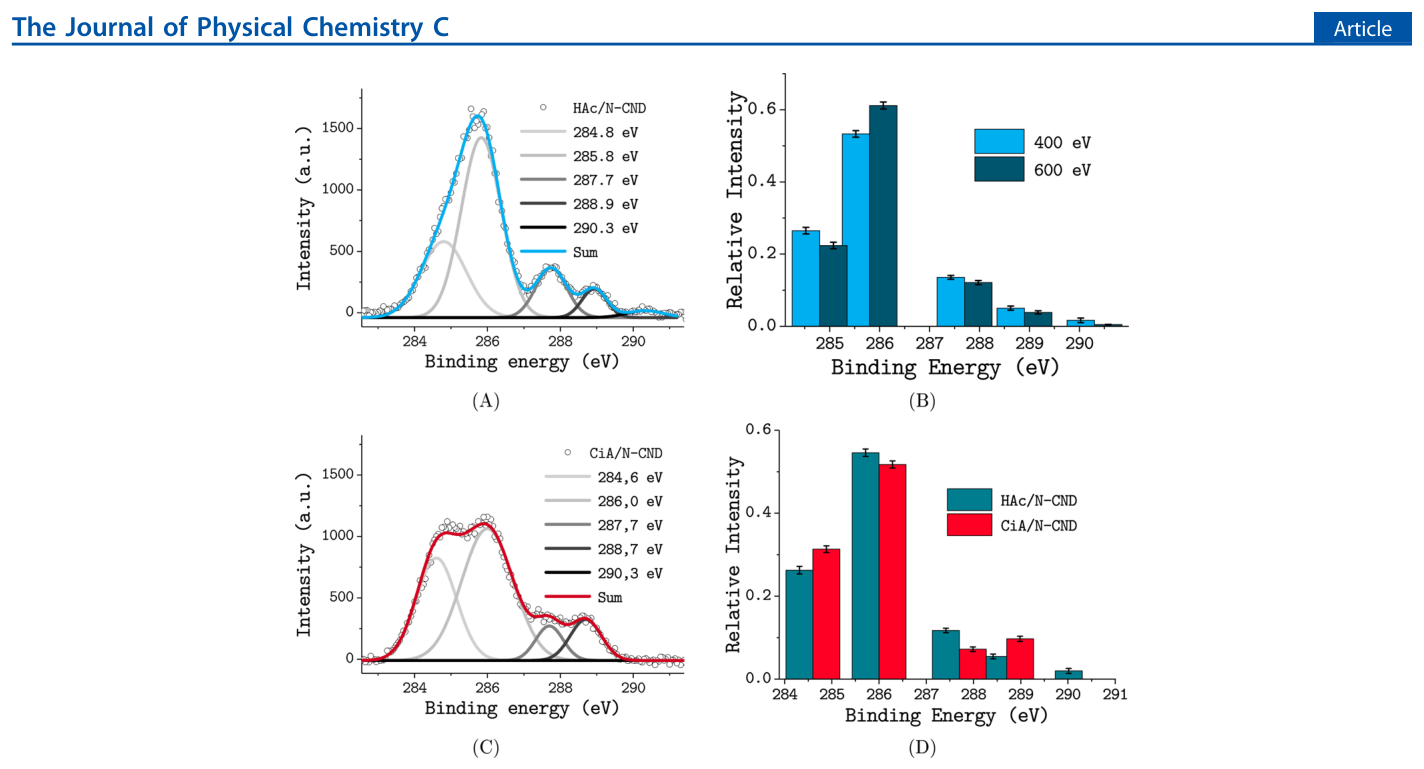 The Journal of Physical Chemistry C
Article
Intensity (a.u.)
1500
1000
500
0
HAc/N-CND
284.8 eV
285.8 eV
287.7 eV
288.9 eV
290.3 eV
Sum
284 286 288 290
Binding energy (eV)
(A)
Relative Intensity
0.6
0.4
0.2
0.0
400 eV
600 eV
285 286 287 288 289 290
Binding Energy (eV)
(B)
Intensity (a.u.)
1500
1000
500
0
CiA/N-CND
284,6 eV
286,0 eV
287,7 eV
288,7 eV
290,3 eV
Sum
284 286 288 290
Binding energy (eV)
(C)
Relative Intensity
0.6
0.4
0.2
0.0
HAc/N-CND
CiA/N-CND
284 285 286 287 288 289 290 291
Binding Energy (eV)
(D)